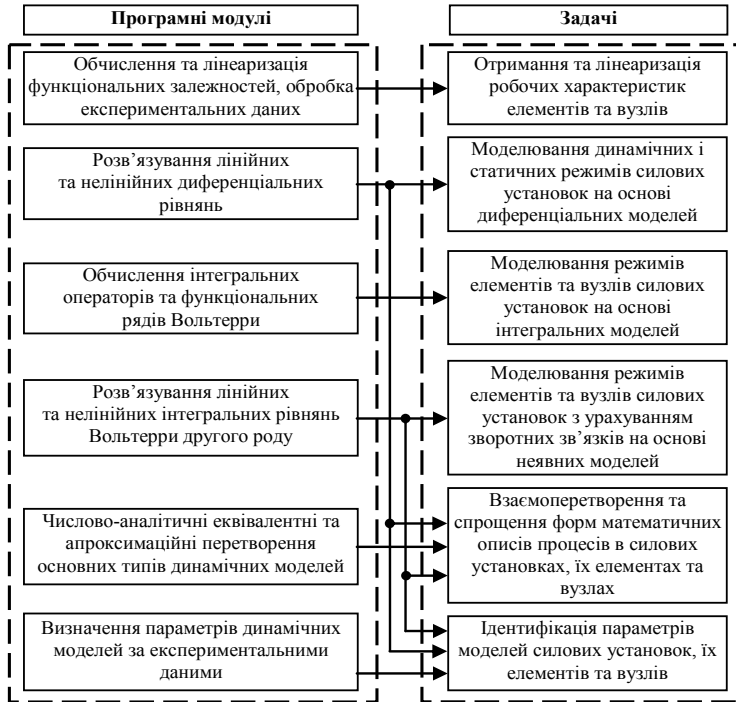 Програмні модулі
Задачі
Обчислення та лінеаризація
функціональних залежностей, обробка
експериментальних даних
Отримання та лінеаризація
робочих характеристик
елементів та вузлів
Розв’язування лінійних
та нелінійних диференціальних
рівнянь
Моделювання динамічних і
статичних режимів силових
установок на основі
диференціальних моделей
Обчислення інтегральних
операторів та функціональних
рядів Вольтерри
Моделювання режимів
елементів та вузлів силових
установок на основі
інтегральних моделей
Розв’язування лінійних
та нелінійних інтегральних рівнянь
Вольтерри другого роду
Моделювання режимів
елементів та вузлів силових
установок з урахуванням
зворотних зв’язків на основі
неявних моделей
Числово-аналітичні еквівалентні та
апроксимаційні перетворення
основних типів динамічних моделей
Взаємоперетворення та
спрощення форм математичних
описів процесів в силових
установках, їх елементах та
вузлах
Визначення параметрів динамічних
моделей за експериментальними
даними
Ідентифікація параметрів
моделей силових установок, їх
елементів та вузлів